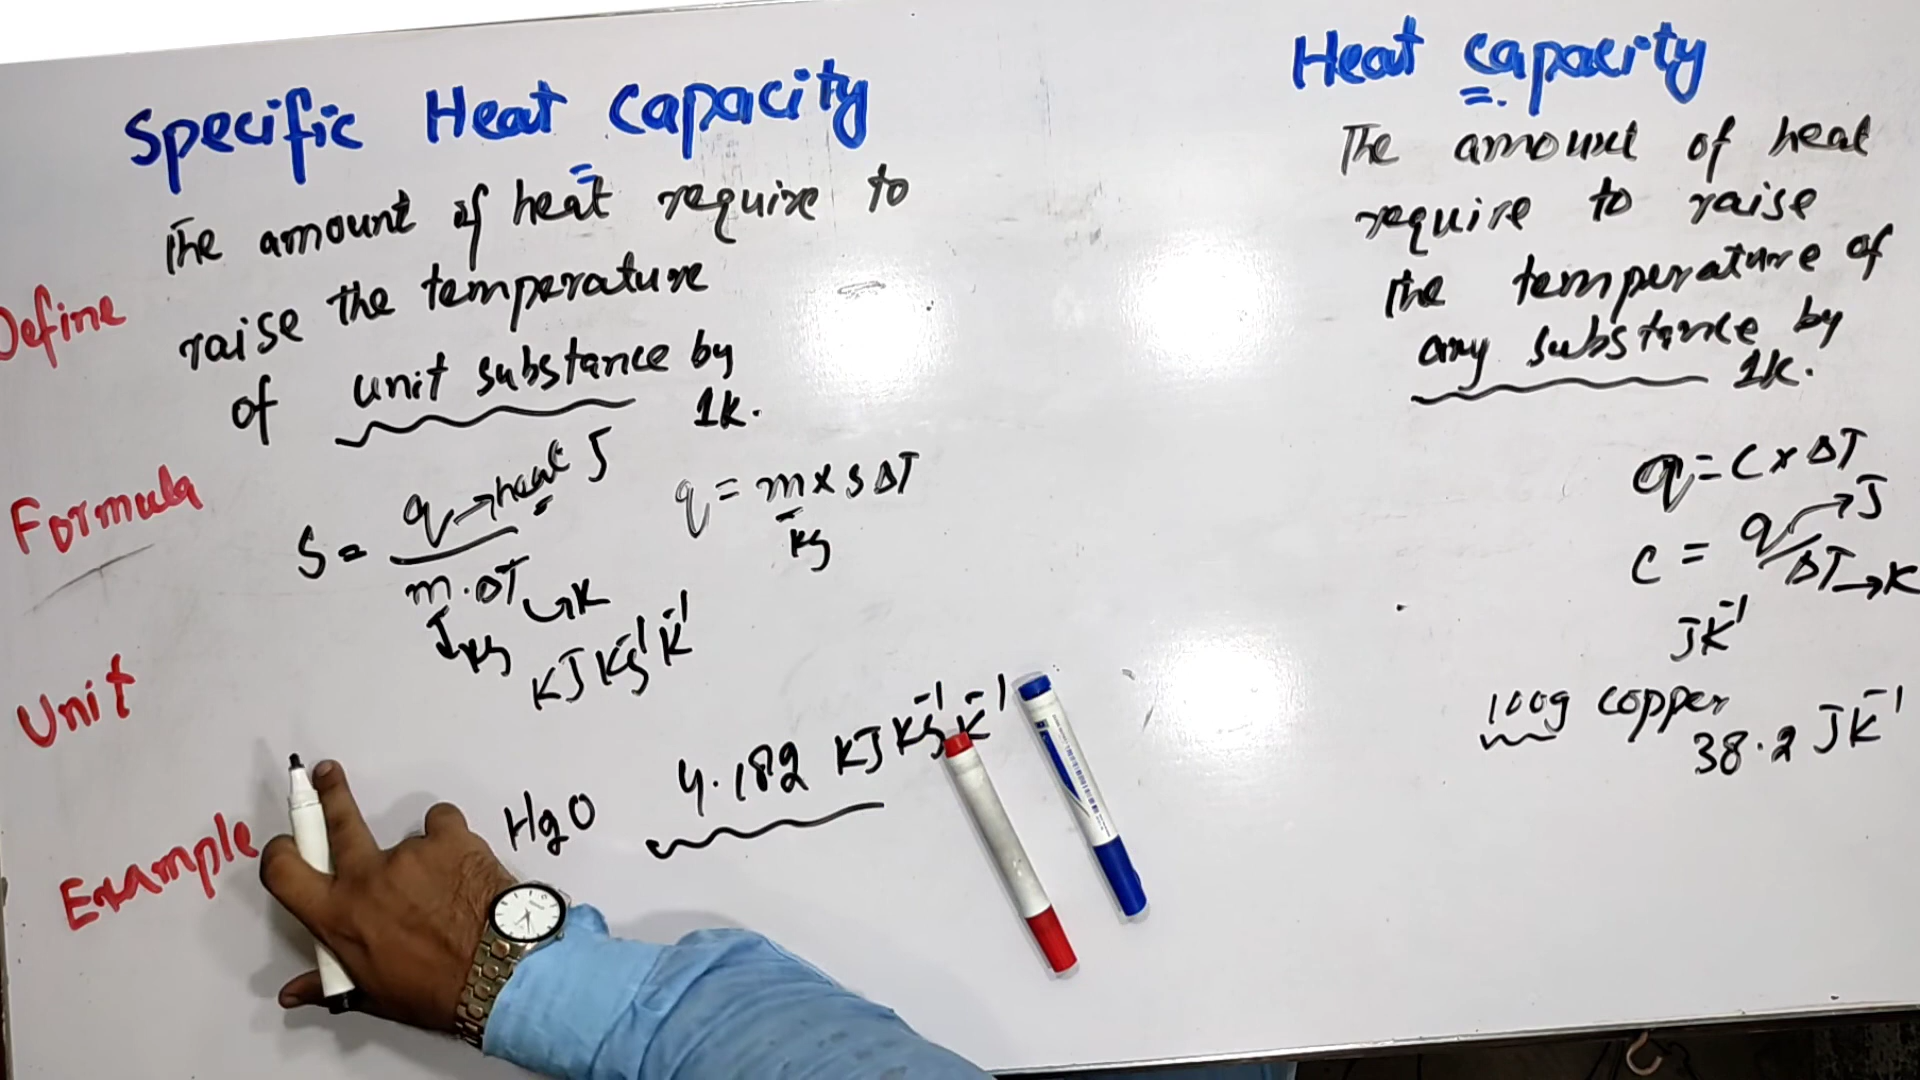 Specific Heat capacity
The amount of heat require to
raise the temperature
of unit substance by
1K.
Define
Formula
S = q → heat J
m . ΔT → K
↓ Kg
q = m × s ΔT
kg
Unit
KJ Kg⁻¹ K⁻¹
Example
H2O 4.182 KJ Kg⁻¹ K⁻¹
Heat capacity
The amount of heat
require to raise
the temperature of
any substance by
1K.
q = C × ΔT
C = q → J
ΔT → K
JK⁻¹
100g copper
38.2 JK⁻¹